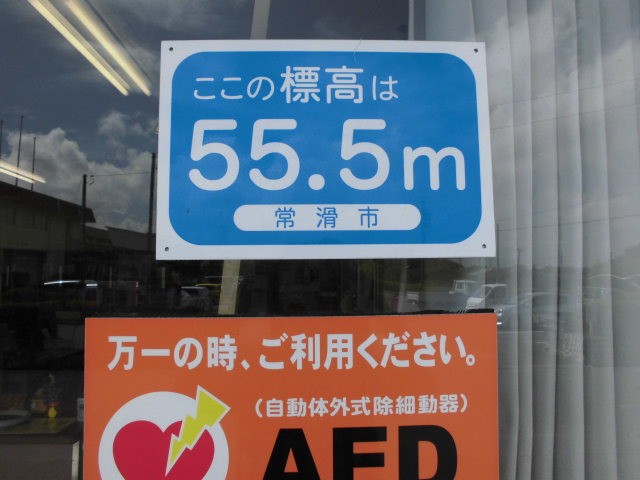 ここの標高は
55.5m
常滑市
万一の時、ご利用ください。
(自動体外式除細動器)
AED